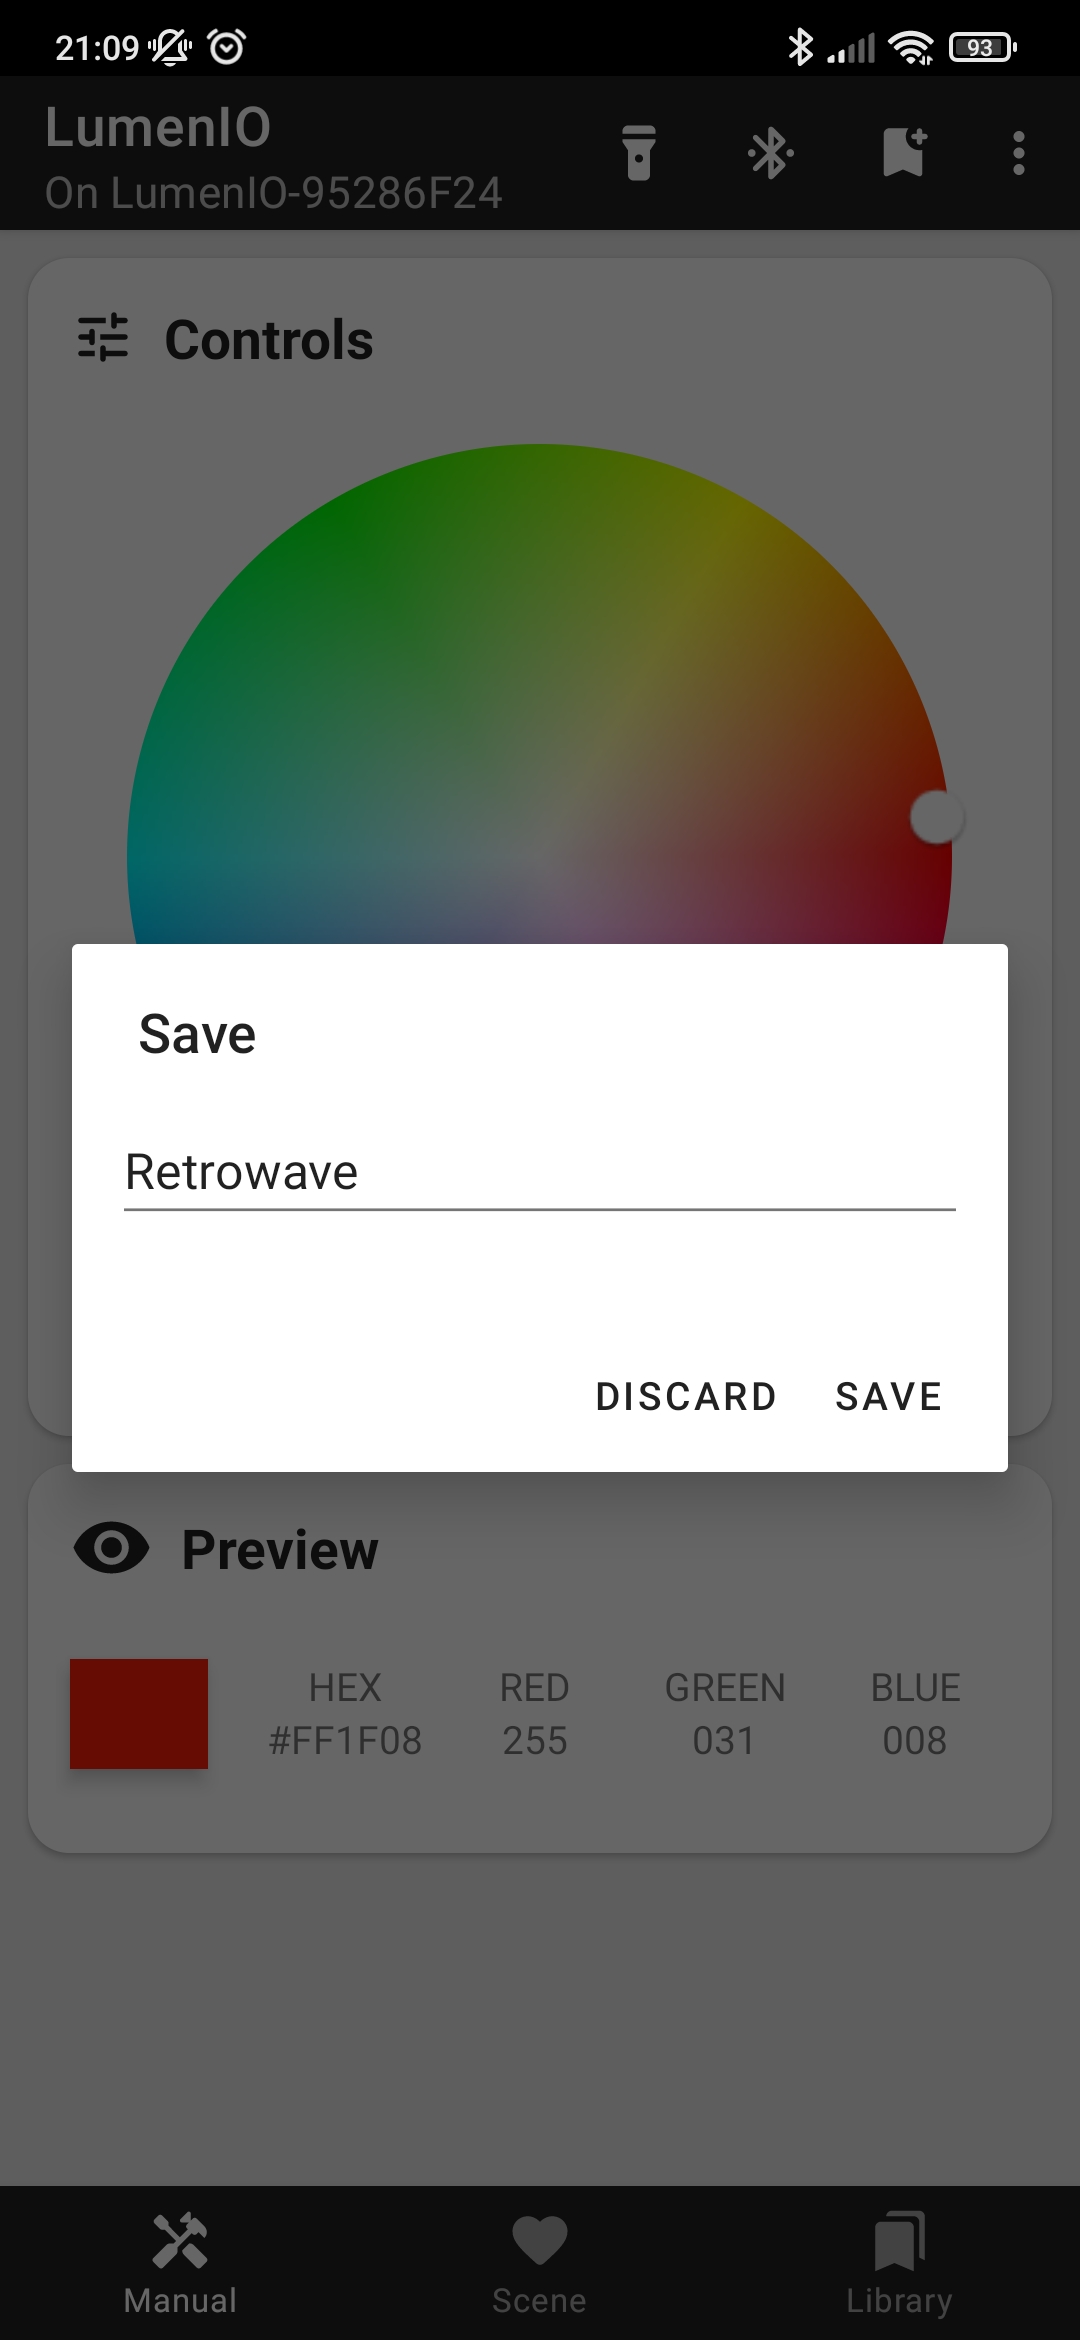 21:09
93
LumenIO
On LumenIO-95286F24
Controls
Save
Retrowave
DISCARD SAVE
Preview
HEX RED GREEN BLUE
#FF1F08 255 031 008
Manual Scene Library